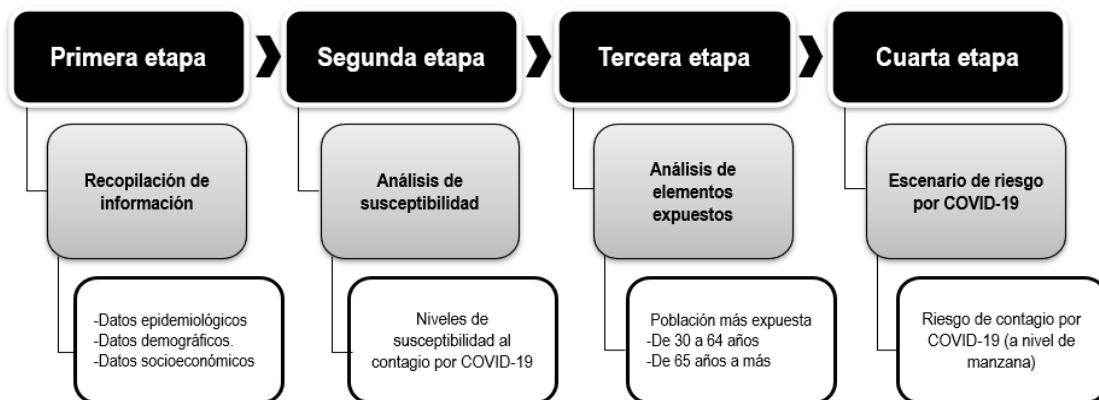 Primera etapa
Segunda etapa
Tercera etapa
Cuarta etapa
Recopilación de
información
Análisis de
susceptibilidad
Análisis de
elementos
expuestos
Escenario de riesgo
por COVID-19
-Datos epidemiológicos
-Datos demográficos.
-Datos socioeconómicos
Niveles de
susceptibilidad al
contagio por COVID-19
Población más expuesta
-De 30 a 64 años
-De 65 años a más
Riesgo de contagio por
COVID-19 (a nivel de
manzana)